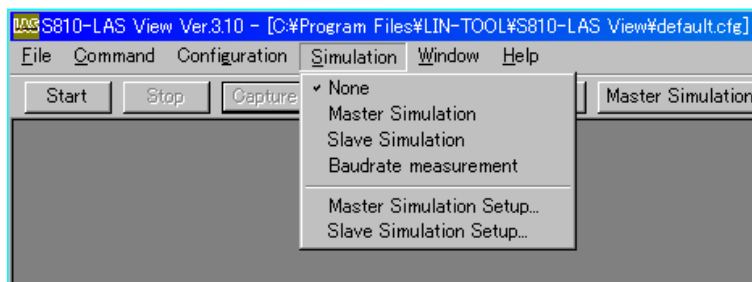 LAS S810-LAS View Ver.3.10 - [C:¥Program Files¥LIN-TOOL¥S810-LAS View¥default.cfg]
File Command Configuration Simulation Window Help
Start Stop Capture Master Simulation
✓ None
Master Simulation
Slave Simulation
Baudrate measurement
Master Simulation Setup...
Slave Simulation Setup...